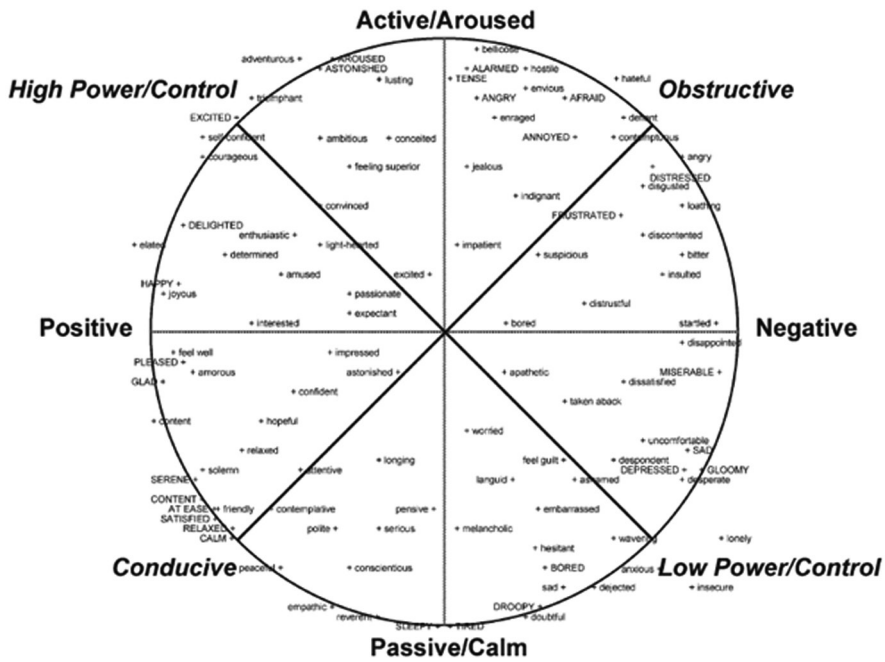 Active/Aroused
+ bellicose
adventurous +
+ AROUSED
+ ASTONISHED
+ ALARMED
+ hostile
+ lusting
+ TENSE
+ hateful
High Power/Control
+ envious
Obstructive
+ triumphant
+ ANGRY
+ AFRAID
EXCITED +
+ enraged
+ defiant
+ self-confident
+ ambitious
+ conceited
ANNOYED +
+ contemptuous
+ courageous
+ angry
+ feeling superior
+ jealous
+
DISTRESSED
+ disgusted
+ indignant
+ convinced
+ loathing
FRUSTRATED +
+ DELIGHTED
enthusiastic +
+ discontented
+ elated
+ light-hearted
+ impatient
+ determined
+ suspicious
+ bitter
+ amused
excited +
+ insulted
HAPPY +
+ joyous
+ passionate
+ distrustful
+ expectant
Positive
+ interested
+ bored
startled +
Negative
+ disappointed
+ feel well
+ impressed
PLEASED +
+ amorous
astonished +
+ apathetic
MISERABLE +
GLAD +
+ dissatisfied
+ confident
+ taken aback
+ content
+ hopeful
+ worried
+ uncomfortable
+ relaxed
+ SAD
+ longing
feel guilt +
+ despondent
+ solemn
+ attentive
DEPRESSED +
+ GLOOMY
SERENE +
languid +
+ ashamed
+ desperate
CONTENT +
AT EASE +
+ friendly
+ contemplative
pensive +
+ embarrassed
SATISFIED +
RELAXED +
polite +
+ serious
+ melancholic
CALM +
+ wavering
+ lonely
+ hesitant
Conducive
peaceful +
+ conscientious
+ BORED
anxious +
Low Power/Control
sad +
+ dejected
+ insecure
empathic +
DROOPY +
reverent +
+ doubtful
SLEEPY +
+ TIRED
Passive/Calm